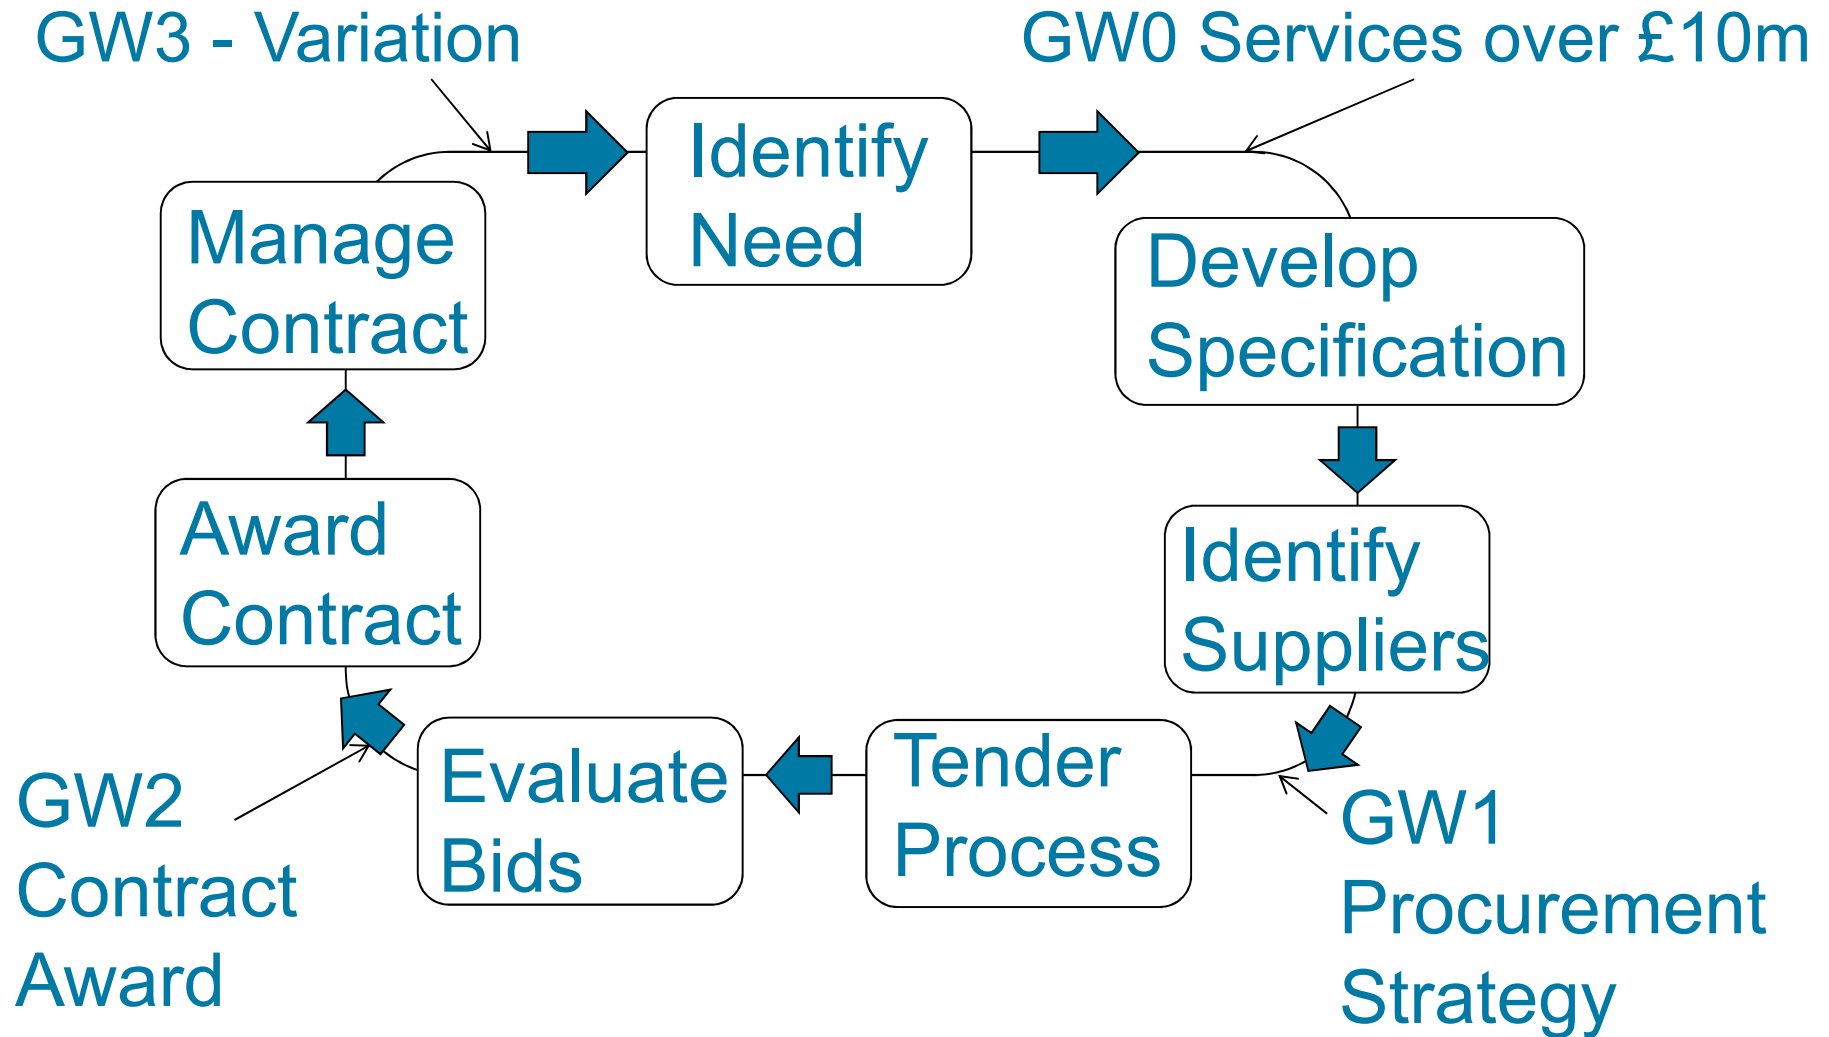 GW3 - Variation
GW0 Services over £10m
Identify
Need
Manage
Contract
Develop
Specification
Award
Contract
Identify
Suppliers
Evaluate
Bids
Tender
Process
GW2
Contract
Award
GW1
Procurement
Strategy